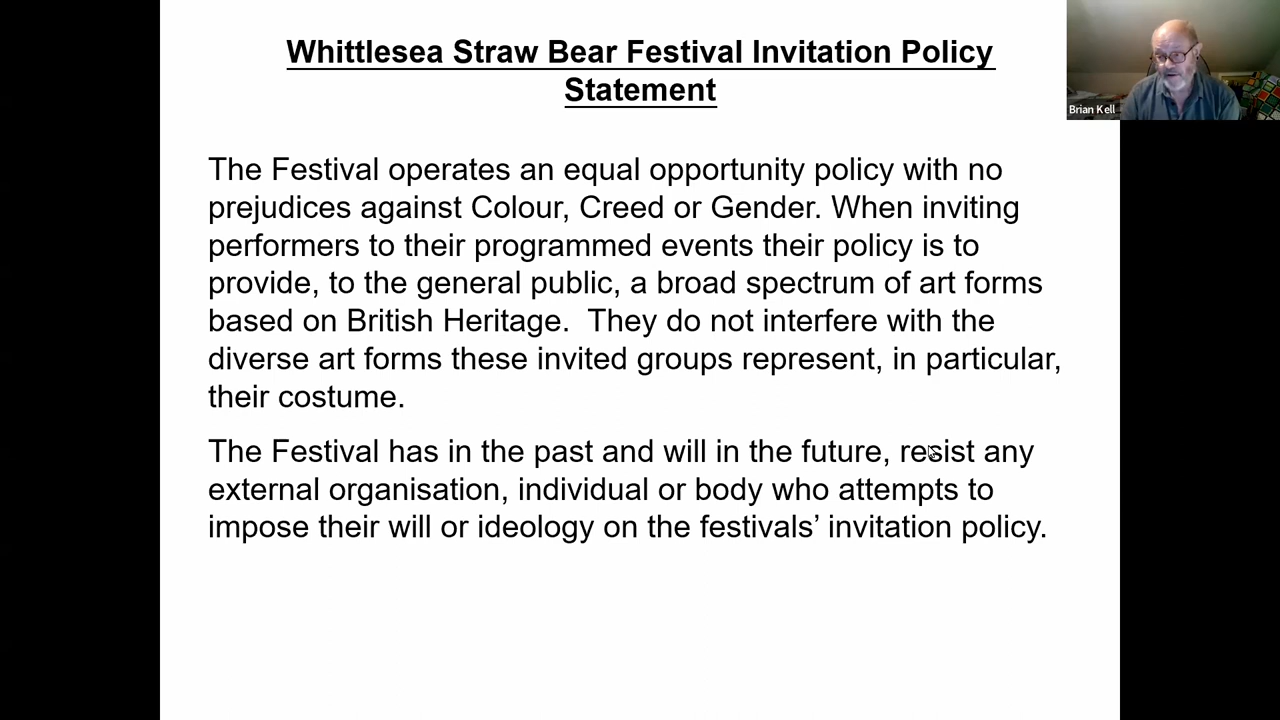 Whittlesea Straw Bear Festival Invitation Policy
Statement
Brian Kell
The Festival operates an equal opportunity policy with no
prejudices against Colour, Creed or Gender. When inviting
performers to their programmed events their policy is to
provide, to the general public, a broad spectrum of art forms
based on British Heritage.  They do not interfere with the
diverse art forms these invited groups represent, in particular,
their costume.
The Festival has in the past and will in the future, resist any
external organisation, individual or body who attempts to
impose their will or ideology on the festivals’ invitation policy.